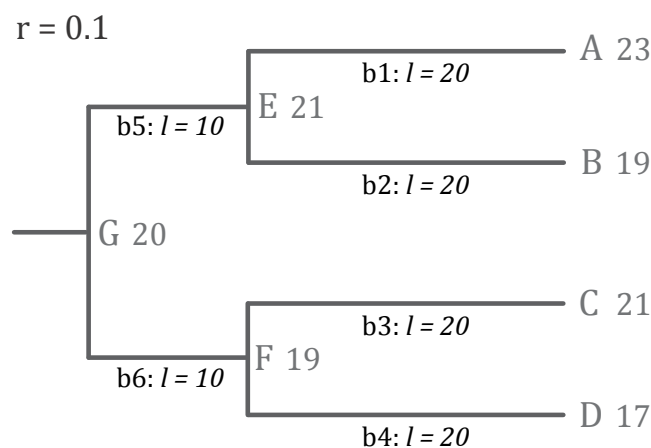 r = 0.1
A 23
b1: l = 20
E 21
b5: l = 10
B 19
b2: l = 20
G 20
C 21
b3: l = 20
F 19
b6: l = 10
D 17
b4: l = 20